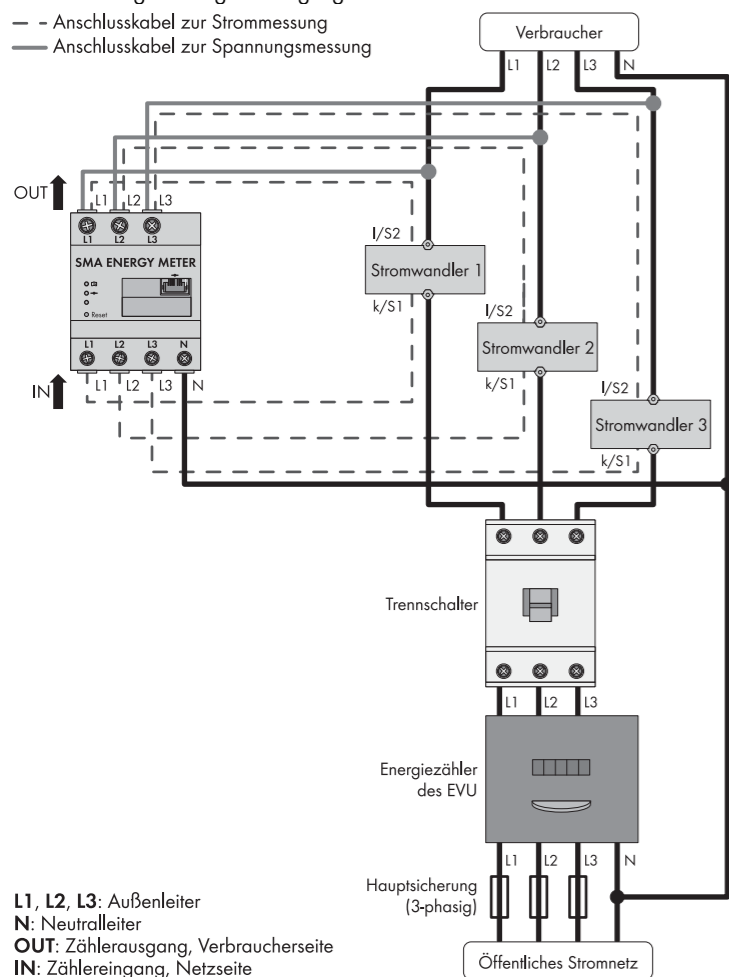 - - Anschlusskabel zur Strommessung
— Anschlusskabel zur Spannungsmessung
Verbraucher
L1 L2 L3 N
OUT L1 L2 L3
L1 L2 L3
SMA ENERGY METER
Reset
L1 L2 L3 N
IN L1 L2 L3 N
l/S2
Stromwandler 1
k/S1
l/S2
Stromwandler 2
k/S1
l/S2
Stromwandler 3
k/S1
Trennschalter
L1 L2 L3
Energiezähler
des EVU
L1 L2 L3 N
Hauptsicherung
(3-phasig)
Öffentliches Stromnetz
L1, L2, L3: Außenleiter
N: Neutralleiter
OUT: Zählerausgang, Verbraucherseite
IN: Zählereingang, Netzseite